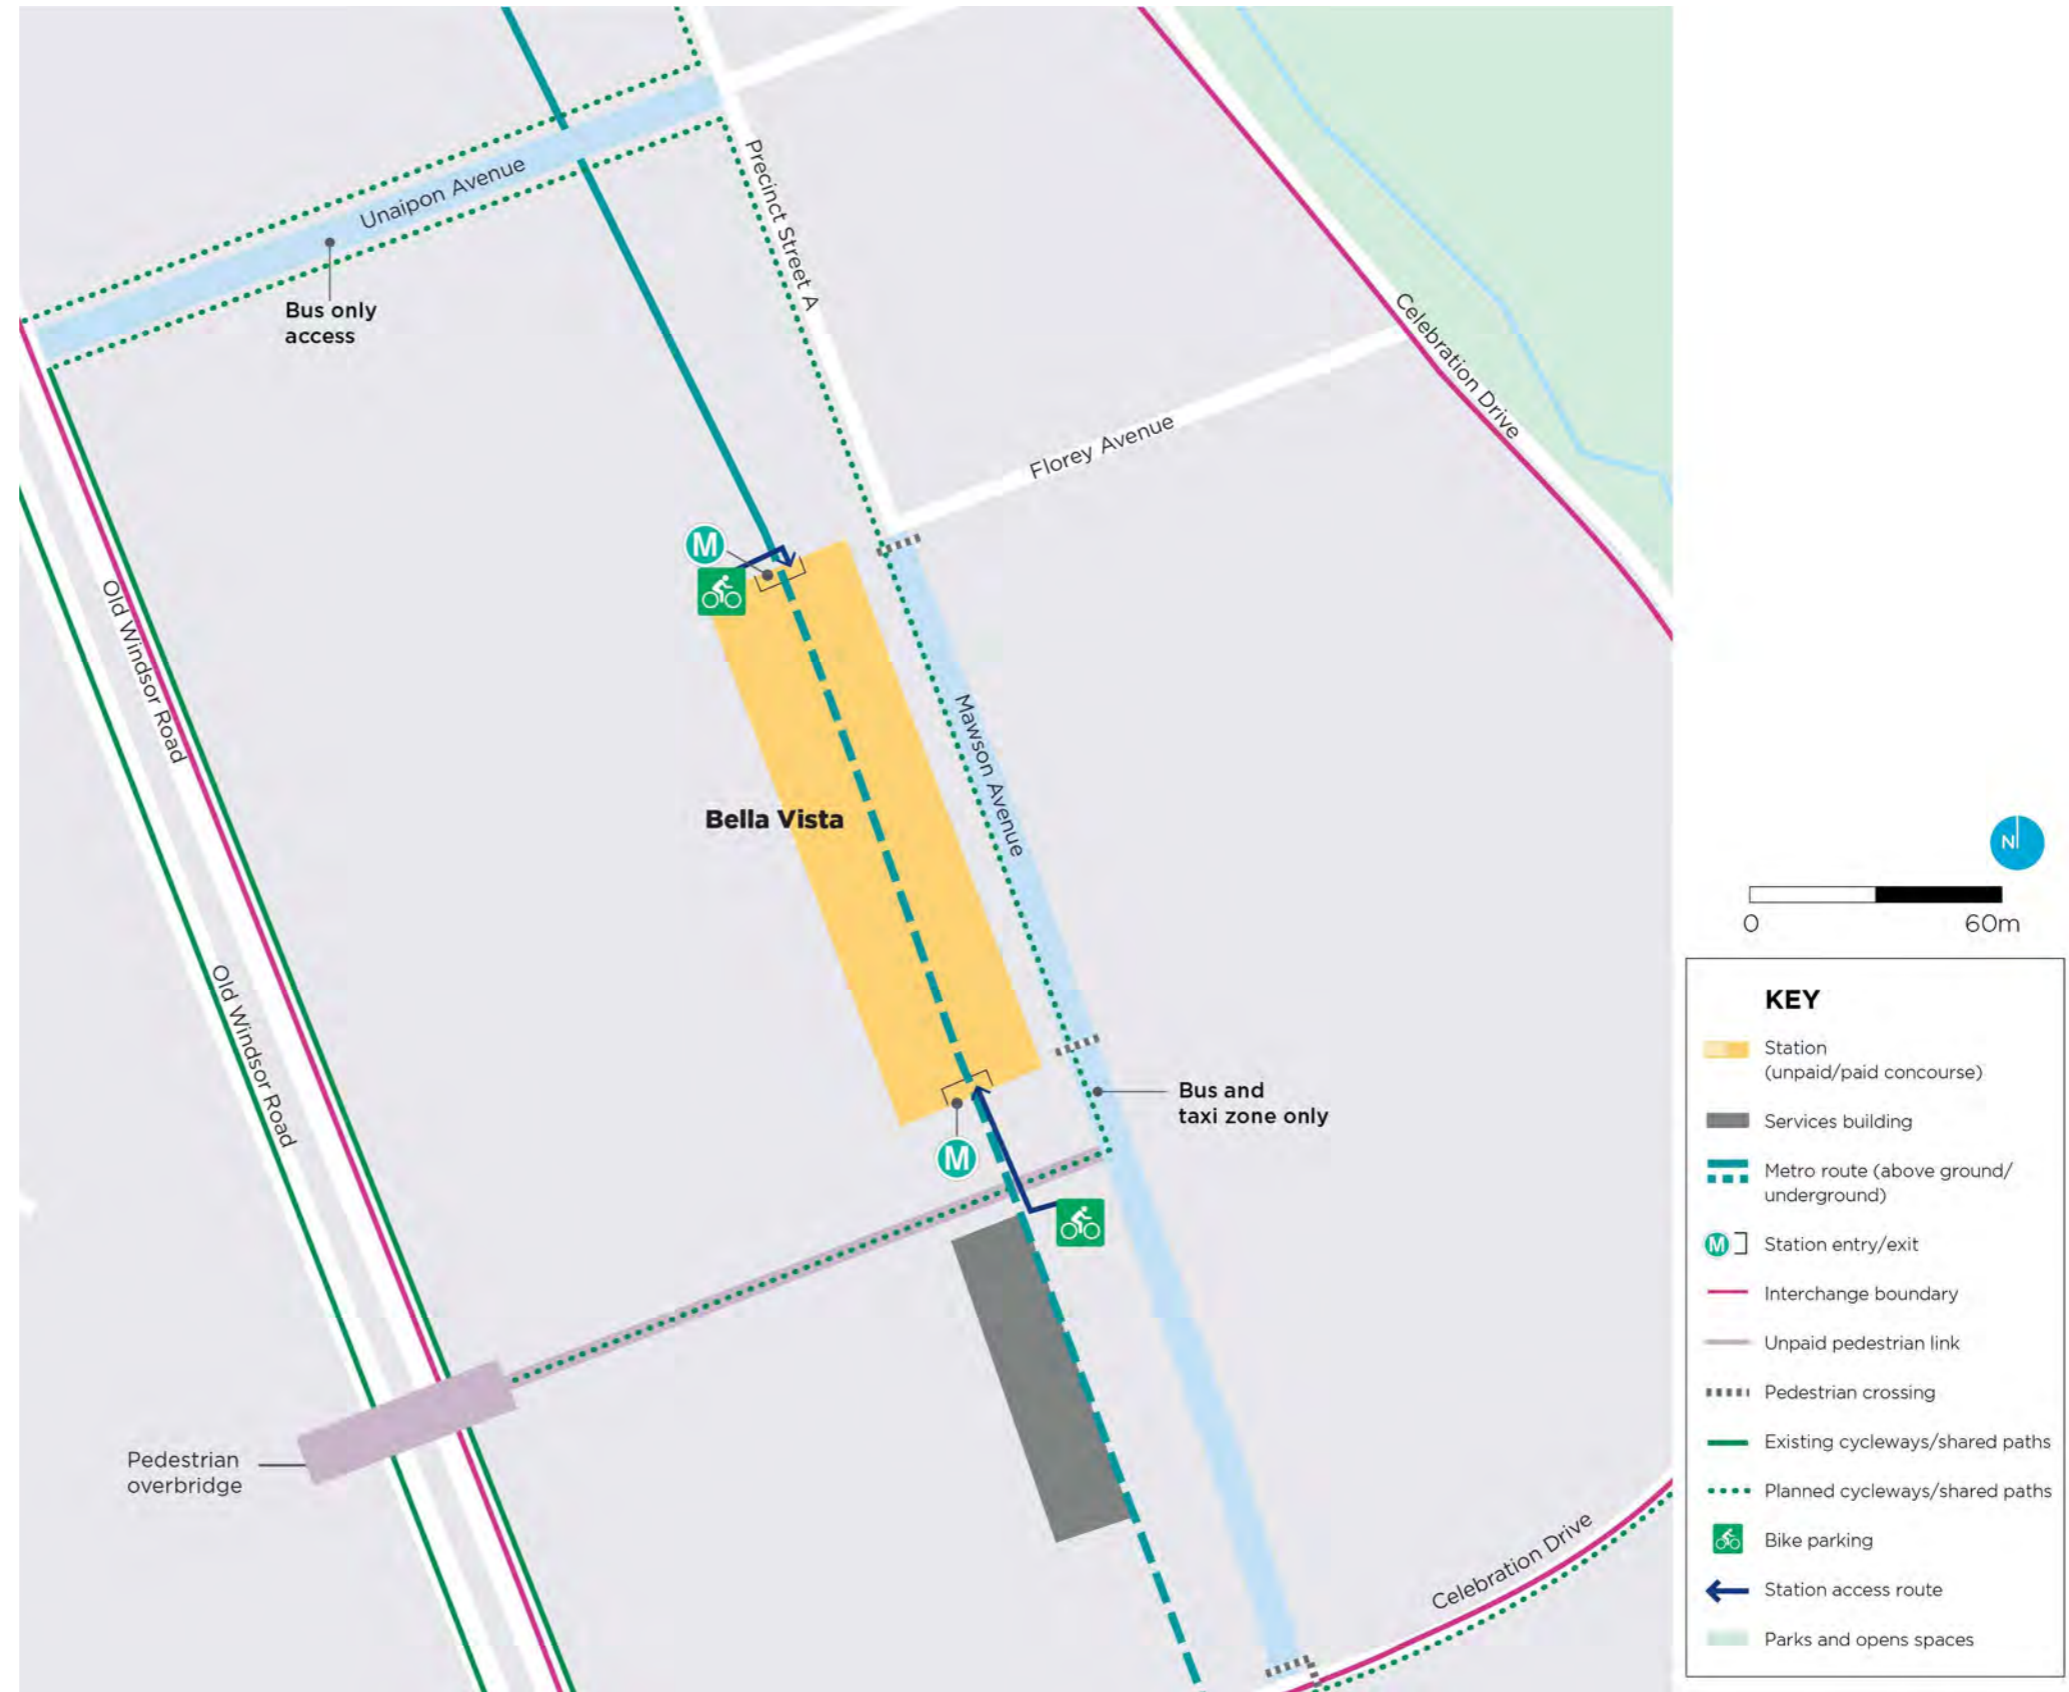 Unaipon Avenue
Bus only
access
Precinct Street A
Celebration Drive
Florey Avenue
M
Old Windsor Road
Mawson Avenue
Bella Vista
Old Windsor Road
Bus and
taxi zone only
M
Pedestrian
overbridge
Celebration Drive
N
0 60m
KEY
Station
(unpaid/paid concourse)
Services building
Metro route (above ground/
underground)
M Station entry/exit
Interchange boundary
Unpaid pedestrian link
Pedestrian crossing
Existing cycleways/shared paths
Planned cycleways/shared paths
Bike parking
Station access route
Parks and opens spaces